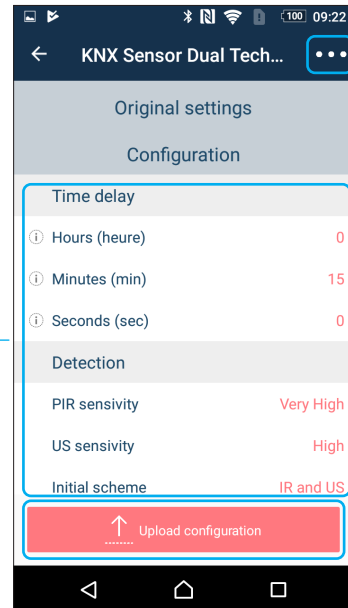 100 09:22
KNX Sensor Dual Tech...
Original settings
Configuration
Time delay
Hours (heure) 0
Minutes (min) 15
Seconds (sec) 0
Detection
PIR sensivity Very High
US sensivity High
Initial scheme IR and US
Upload configuration